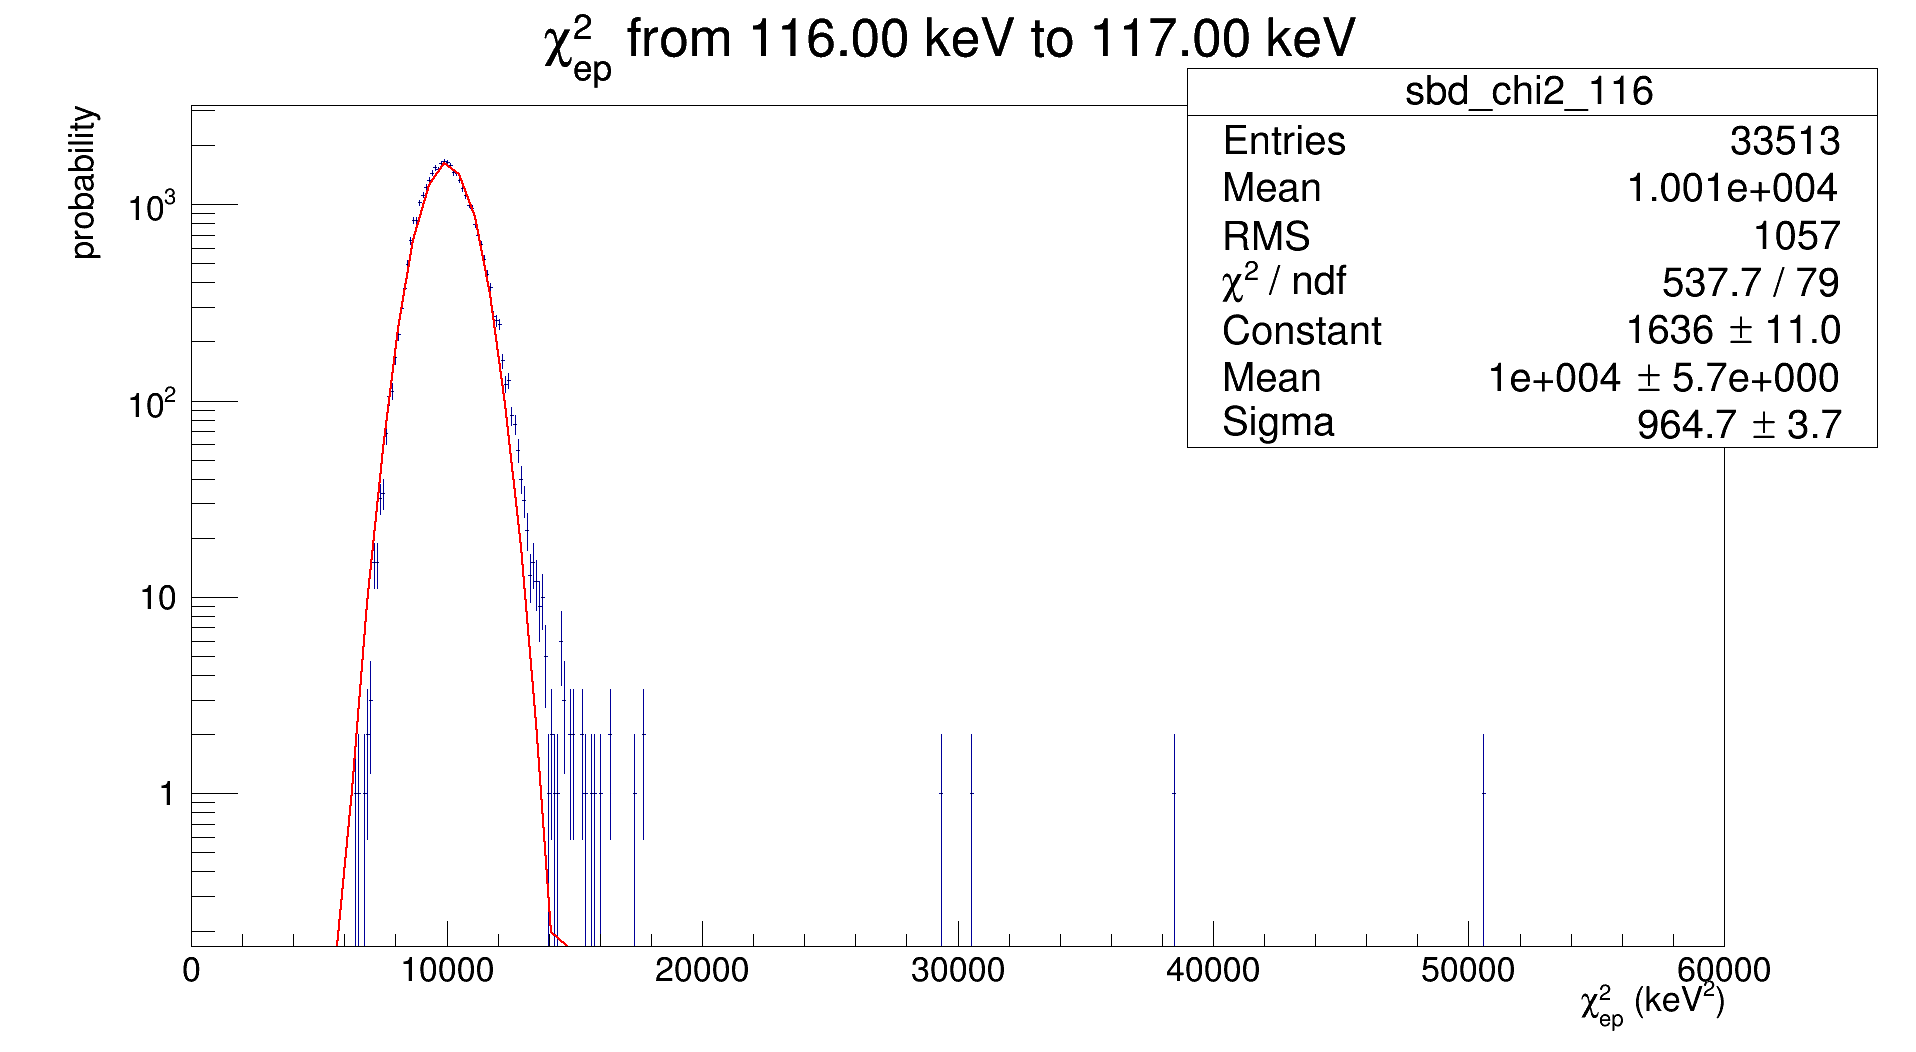 χ²ep from 116.00 keV to 117.00 keV
sbd_chi2_116
Entries 33513
Mean 1.001e+004
RMS 1057
χ² / ndf 537.7 / 79
Constant 1636 ± 11.0
Mean 1e+004 ± 5.7e+000
Sigma 964.7 ± 3.7
probability
10³
10²
10
1
0 10000 20000 30000 40000 50000 60000
χ²ep (keV²)